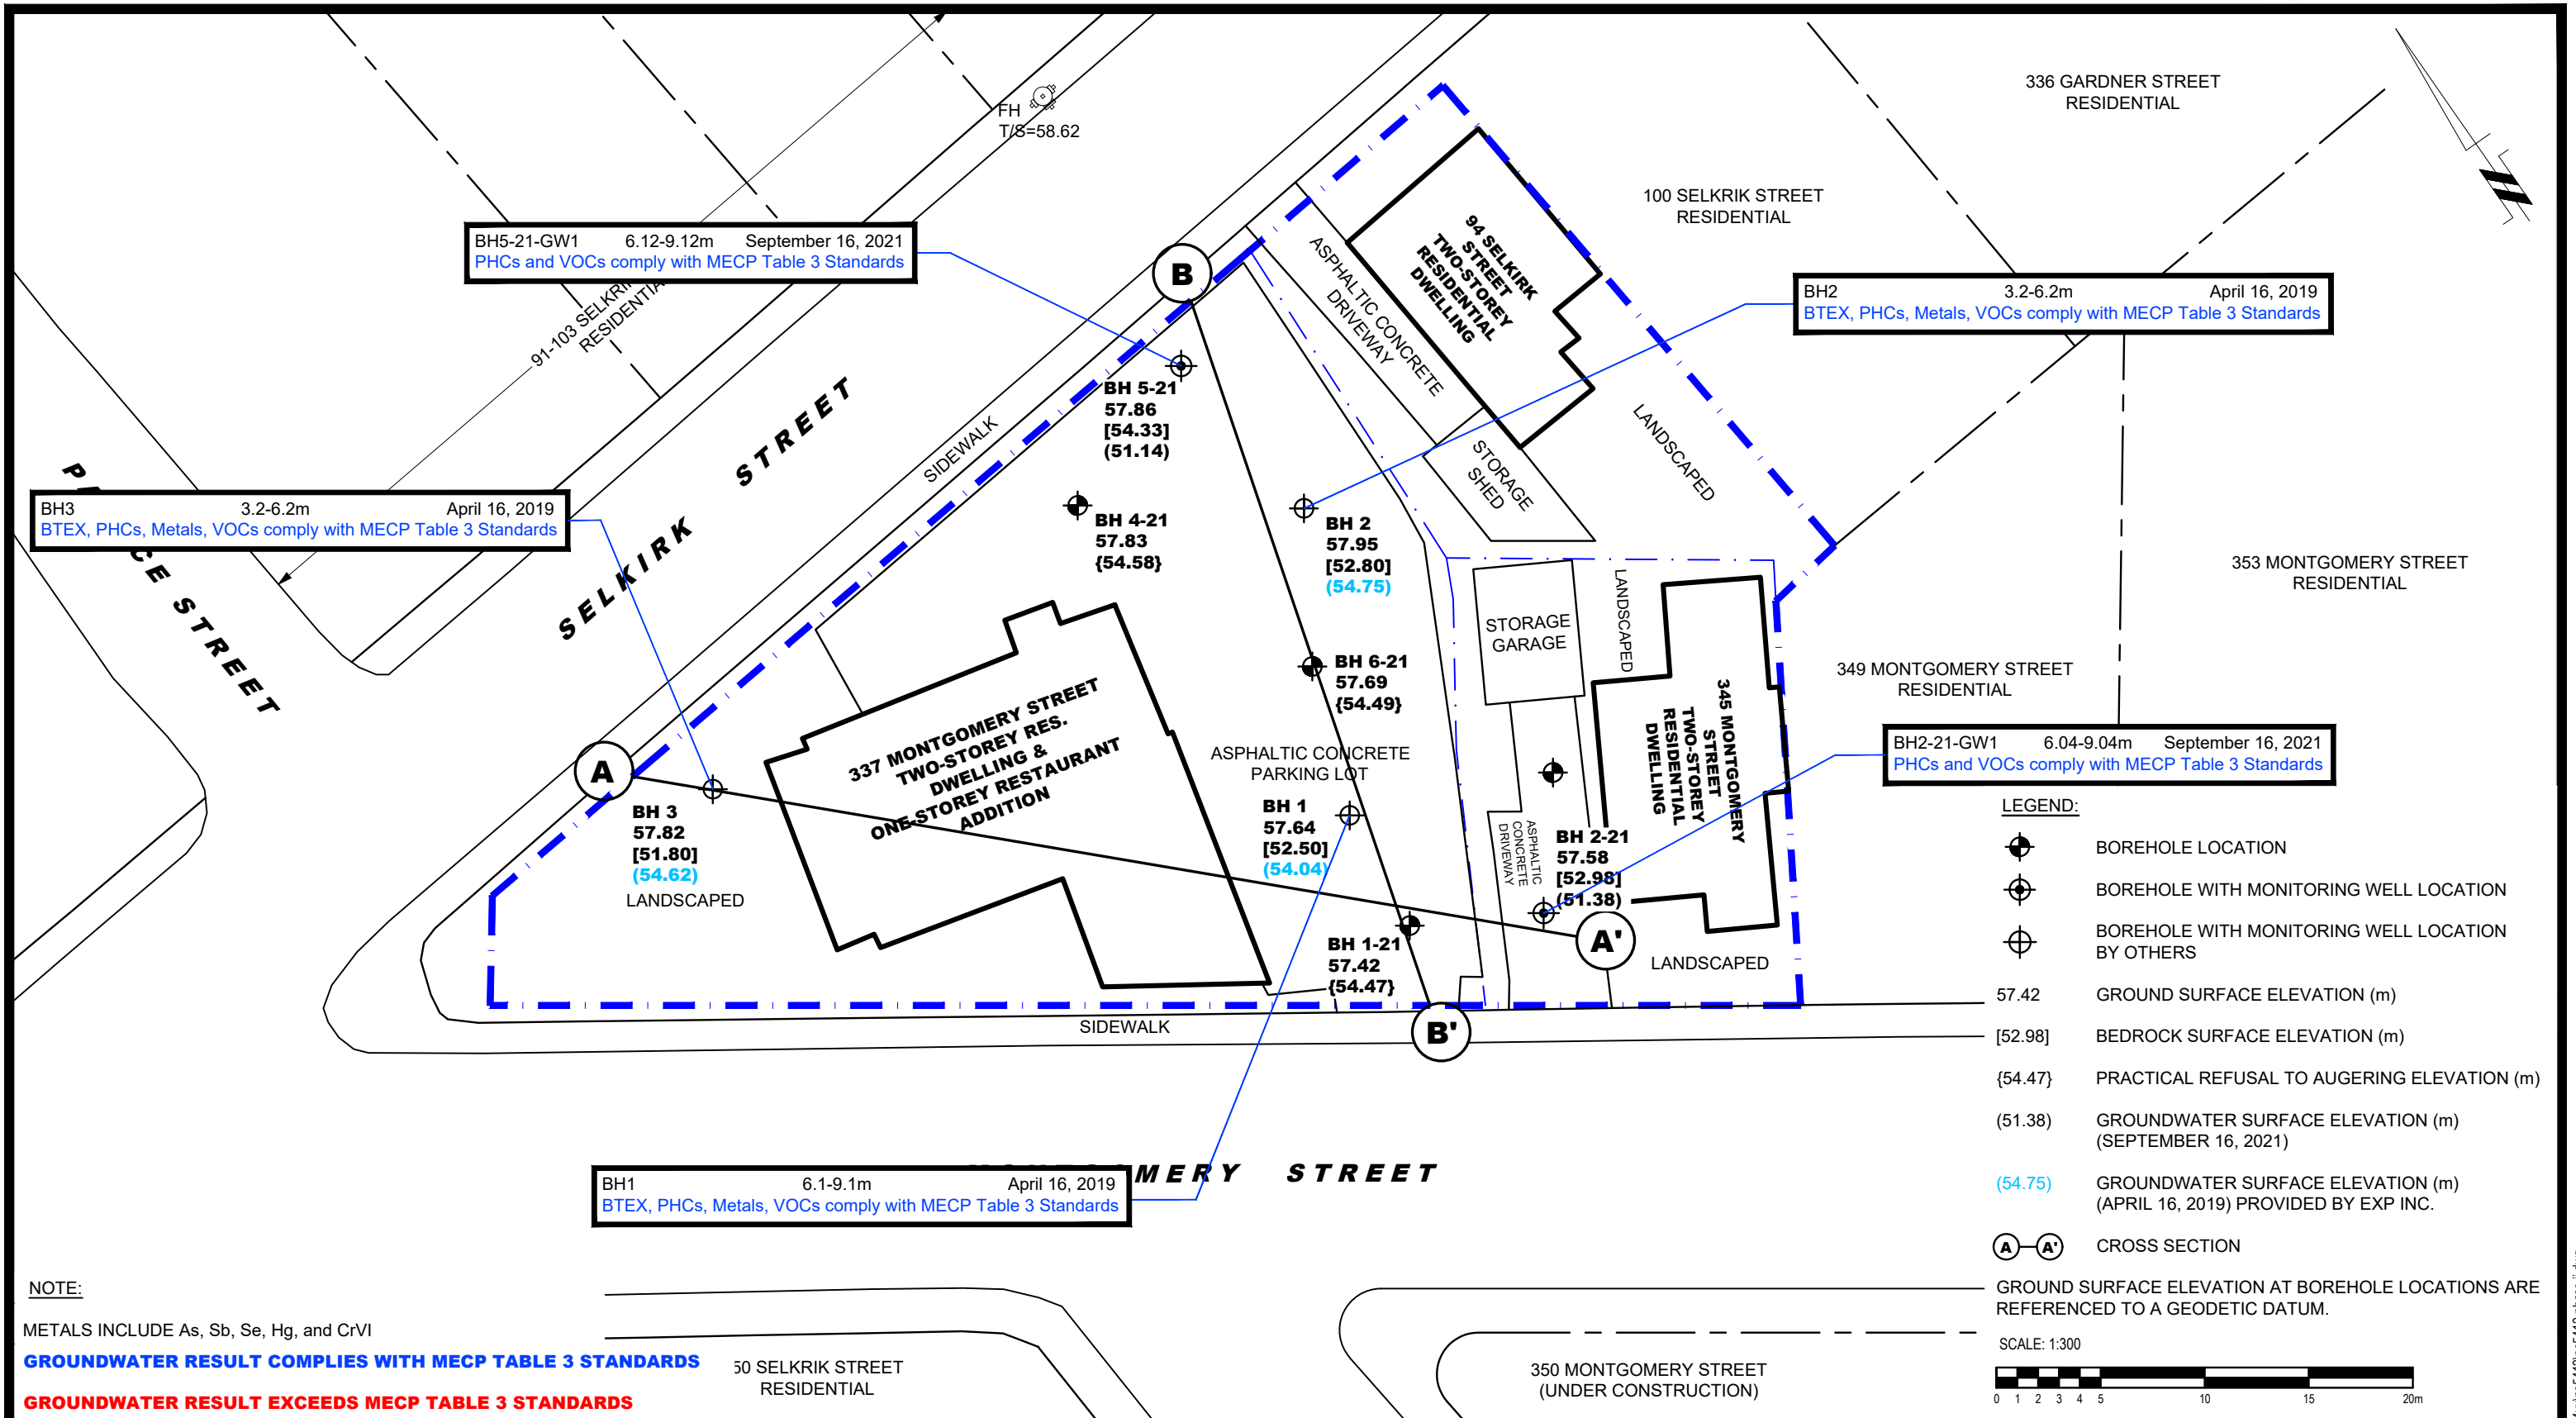 336 GARDNER STREET
RESIDENTIAL
FH
T/S=58.62
100 SELKRIK STREET
RESIDENTIAL
BH5-21-GW1 6.12-9.12m September 16, 2021
PHCs and VOCs comply with MECP Table 3 Standards
B
94 SELKIRK
STREET
TWO-STOREY
RESIDENTIAL
DWELLING
ASPHALTIC CONCRETE
DRIVEWAY
BH2 3.2-6.2m April 16, 2019
BTEX, PHCs, Metals, VOCs comply with MECP Table 3 Standards
91-103 SELKRI
RESIDENTIA
BH 5-21
57.86
[54.33]
(51.14)
SIDEWALK
SELKIRK STREET
STORAGE
SHED
LANDSCAPED
BH3 3.2-6.2m April 16, 2019
BTEX, PHCs, Metals, VOCs comply with MECP Table 3 Standards
CE STREET
BH 4-21
57.83
{54.58}
BH 2
57.95
[52.80]
(54.75)
353 MONTGOMERY STREET
RESIDENTIAL
STORAGE
GARAGE
LANDSCAPED
BH 6-21
57.69
{54.49}
349 MONTGOMERY STREET
RESIDENTIAL
337 MONTGOMERY STREET
TWO-STOREY RES.
DWELLING &
ONE-STOREY RESTAURANT
ADDITION
345 MONTGOMERY
STREET
TWO-STOREY
RESIDENTIAL
DWELLING
ASPHALTIC CONCRETE
PARKING LOT
BH2-21-GW1 6.04-9.04m September 16, 2021
PHCs and VOCs comply with MECP Table 3 Standards
A
BH 3
57.82
[51.80]
(54.62)
LANDSCAPED
BH 1
57.64
[52.50]
(54.04)
ASPHALTIC
CONCRETE
DRIVEWAY
BH 2-21
57.58
[52.98]
(51.38)
A'
LANDSCAPED
BH 1-21
57.42
{54.47}
B'
SIDEWALK
MERY STREET
BH1 6.1-9.1m April 16, 2019
BTEX, PHCs, Metals, VOCs comply with MECP Table 3 Standards
LEGEND:
BOREHOLE LOCATION
BOREHOLE WITH MONITORING WELL LOCATION
BOREHOLE WITH MONITORING WELL LOCATION
BY OTHERS
57.42 GROUND SURFACE ELEVATION (m)
[52.98] BEDROCK SURFACE ELEVATION (m)
{54.47} PRACTICAL REFUSAL TO AUGERING ELEVATION (m)
(51.38) GROUNDWATER SURFACE ELEVATION (m)
(SEPTEMBER 16, 2021)
(54.75) GROUNDWATER SURFACE ELEVATION (m)
(APRIL 16, 2019) PROVIDED BY EXP INC.
A A' CROSS SECTION
GROUND SURFACE ELEVATION AT BOREHOLE LOCATIONS ARE
REFERENCED TO A GEODETIC DATUM.
SCALE: 1:300
0 1 2 3 4 5 10 15 20m
NOTE:
METALS INCLUDE As, Sb, Se, Hg, and CrVI
GROUNDWATER RESULT COMPLIES WITH MECP TABLE 3 STANDARDS
GROUNDWATER RESULT EXCEEDS MECP TABLE 3 STANDARDS
50 SELKRIK STREET
RESIDENTIAL
350 MONTGOMERY STREET
(UNDER CONSTRUCTION)